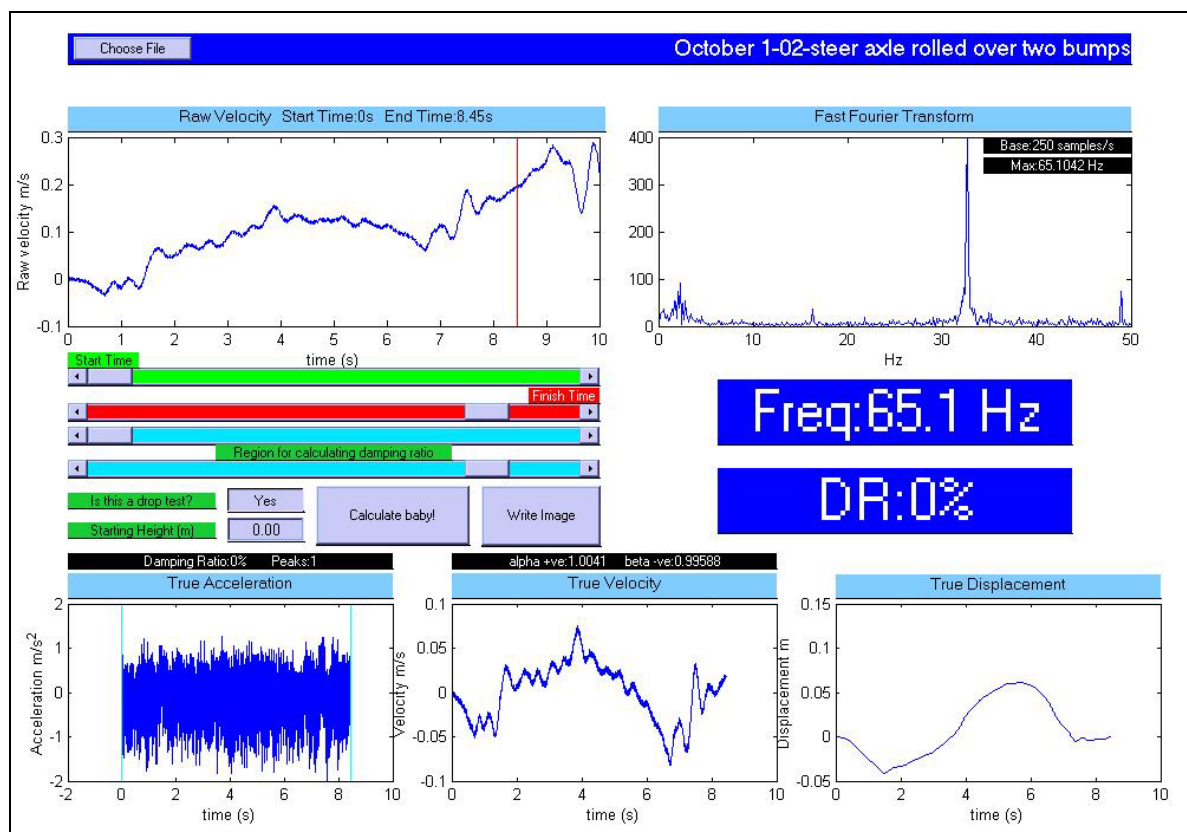 Choose File
October 1-02-steer axle rolled over two bumps
Raw Velocity Start Time:0s End Time:8.45s
0.3
0.2
0.1
0
-0.1
Raw velocity m/s
0 1 2 3 4 5 6 7 8 9 10
time (s)
Fast Fourier Transform
Base:250 samples/s
Max:65.1042 Hz
400
300
200
100
0
0 10 20 30 40 50
Hz
Start Time
Finish Time
Region for calculating damping ratio
Is this a drop test?
Yes
Starting Height (m)
0.00
Calculate baby!
Write Image
Freq:65.1 Hz
DR:0%
Damping Ratio:0% Peaks:1
True Acceleration
2
1
0
-1
-2
Acceleration m/s²
-2 0 2 4 6 8 10
time (s)
alpha +ve:1.0041 beta -ve:0.99588
True Velocity
0.1
0.05
0
-0.05
-0.1
Velocity m/s
0 2 4 6 8 10
time (s)
True Displacement
0.15
0.1
0.05
0
-0.05
Displacement m
0 2 4 6 8 10
time (s)